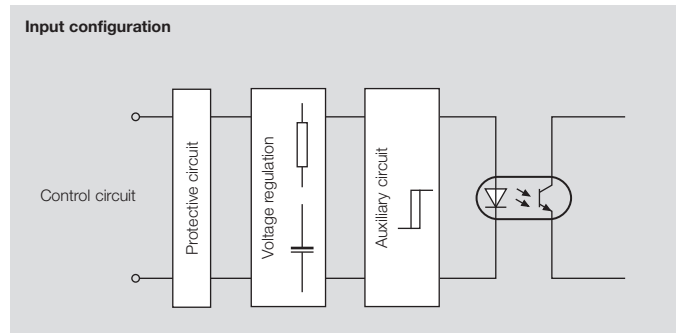 Input configuration
Control circuit
Protective circuit
Voltage regulation
Auxiliary circuit